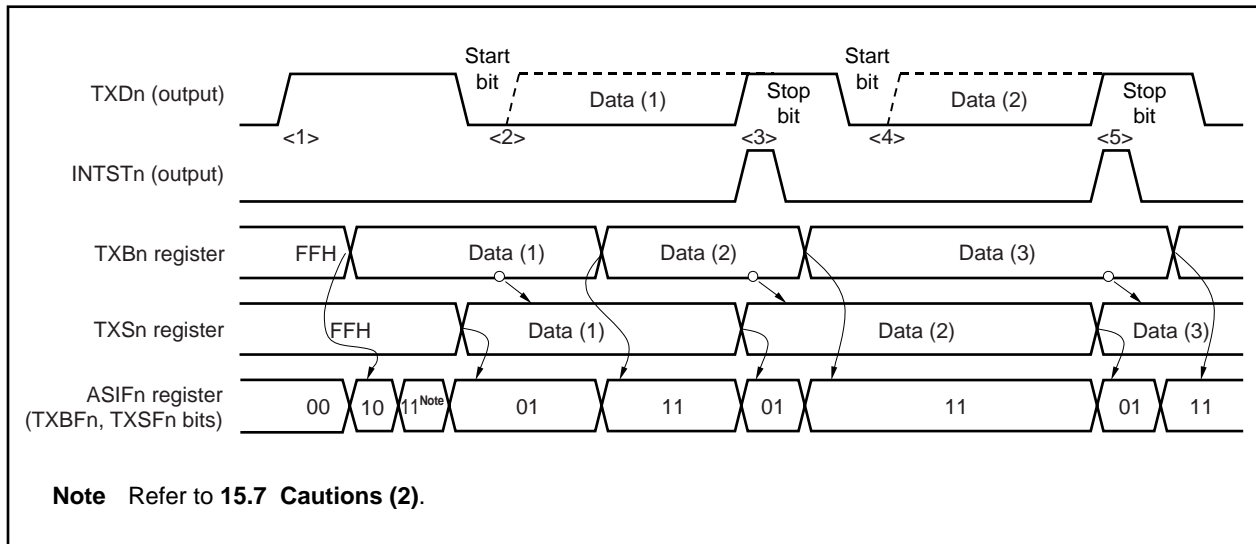 Start bit
Start bit
TXDn (output)
Data (1)
Stop bit
Data (2)
Stop bit
<1>
<2>
<3>
<4>
<5>
INTSTn (output)
TXBn register
FFH
Data (1)
Data (2)
Data (3)
TXSn register
FFH
Data (1)
Data (2)
Data (3)
ASIFn register
(TXBFn, TXSFn bits)
00
10
11Note
01
11
01
11
01
11
Note Refer to 15.7 Cautions (2).